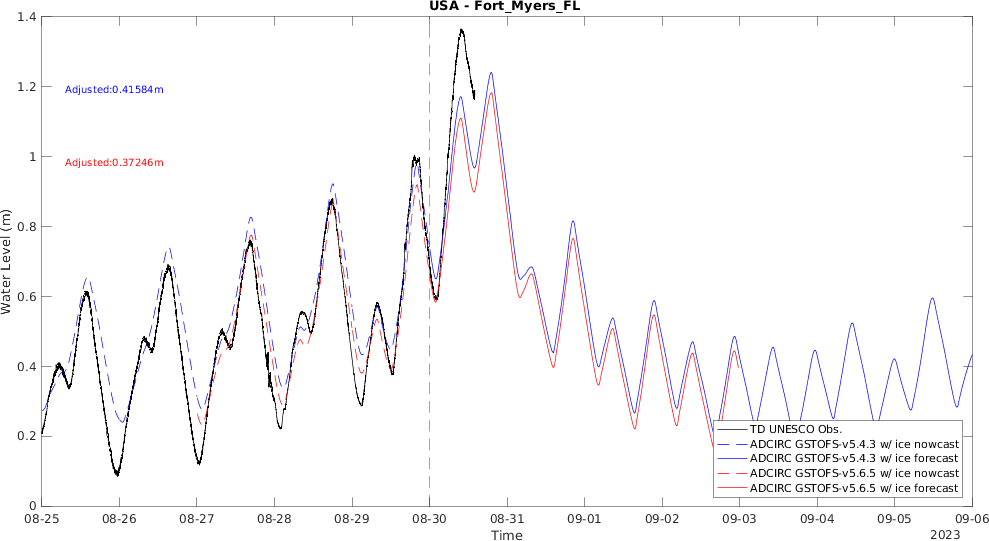 USA - Fort_Myers_FL
1.4
1.2
1
0.8
0.6
0.4
0.2
0
Water Level (m)
Adjusted:0.41584m
Adjusted:0.37246m
TD UNESCO Obs.
ADCIRC GSTOFS-v5.4.3 w/ ice nowcast
ADCIRC GSTOFS-v5.4.3 w/ ice forecast
ADCIRC GSTOFS-v5.6.5 w/ ice nowcast
ADCIRC GSTOFS-v5.6.5 w/ ice forecast
08-25 08-26 08-27 08-28 08-29 08-30 08-31 09-01 09-02 09-03 09-04 09-05 09-06
Time
2023